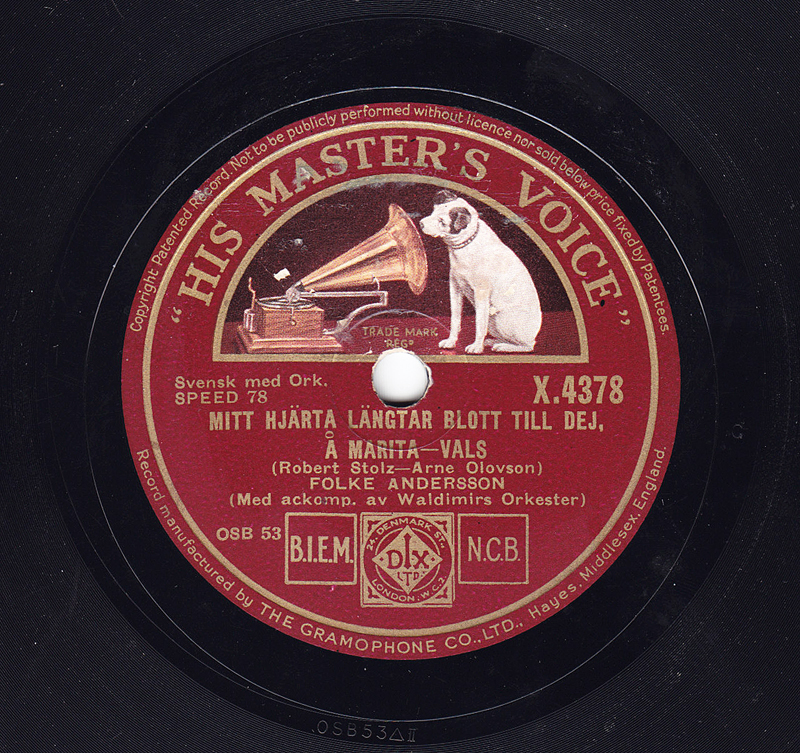 Copyright Patented Record. Not to be publicly performed without licence nor sold below price fixed by Patentees.
"HIS MASTER'S VOICE"
TRADE MARK
REGD
Svensk med Ork.
SPEED 78
X.4378
MITT HJÄRTA LÄNGTAR BLOTT TILL DEJ,
Å MARITA—VALS
(Robert Stolz—Arne Olovson)
FOLKE ANDERSSON
(Med ackomp. av Waldimirs Orkester)
OSB 53
B.I.E.M.
24, DENMARK ST.,
DIX
LTD
LONDON. W.C.2.
N.C.B.
Record manufactured by THE GRAMOPHONE CO., LTD., Hayes, Middlesex, England.
OSB53△II